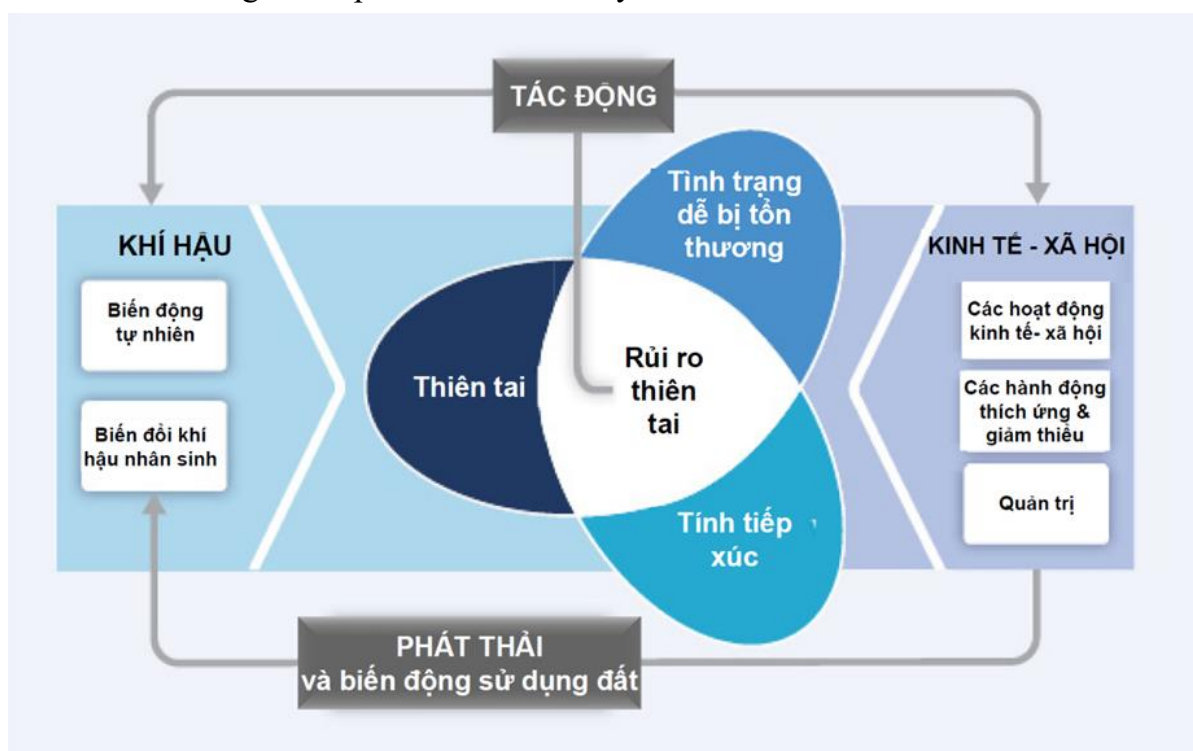 TÁC ĐỘNG
Tình trạng
dễ bị tổn
thương
KHÍ HẬU
Biến động
tự nhiên
Biến đổi khí
hậu nhân sinh
Thiên tai
Rủi ro
thiên
tai
Tính tiếp
xúc
KINH TẾ - XÃ HỘI
Các hoạt động
kinh tế- xã hội
Các hành động
thích ứng &
giảm thiểu
Quản trị
PHÁT THẢI
và biến động sử dụng đất